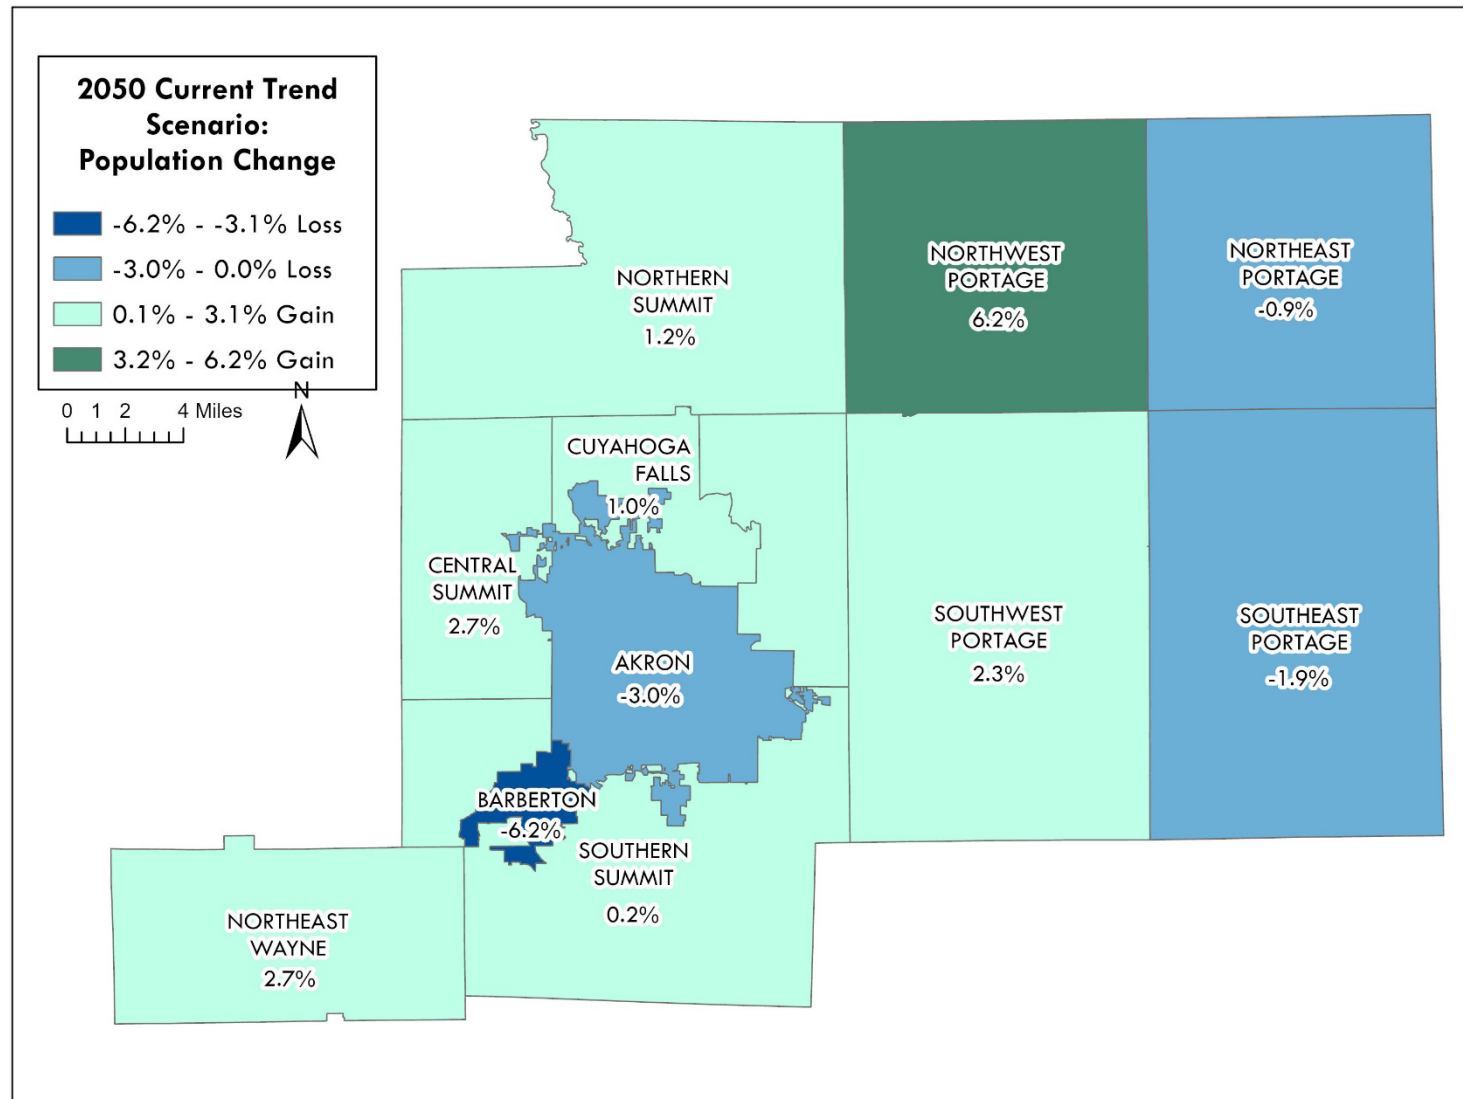 2050 Current Trend
Scenario:
Population Change
-6.2% - -3.1% Loss
-3.0% - 0.0% Loss
0.1% - 3.1% Gain
3.2% - 6.2% Gain
N
0 1 2 4 Miles
NORTHERN
SUMMIT
1.2%
NORTHWEST
PORTAGE
6.2%
NORTHEAST
PORTAGE
-0.9%
CUYAHOGA
FALLS
1.0%
CENTRAL
SUMMIT
2.7%
AKRON
-3.0%
SOUTHWEST
PORTAGE
2.3%
SOUTHEAST
PORTAGE
-1.9%
BARBERTON
-6.2%
SOUTHERN
SUMMIT
0.2%
NORTHEAST
WAYNE
2.7%